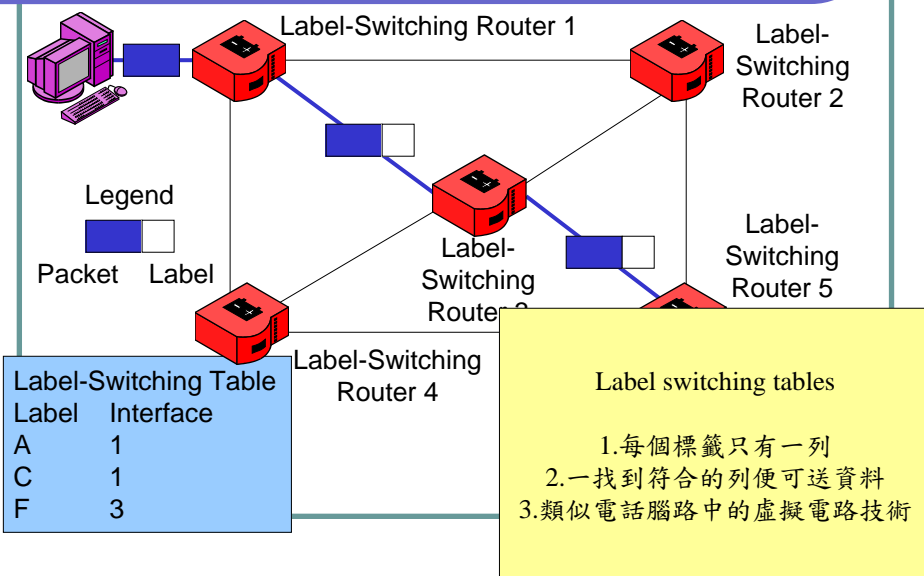 Label-Switching Router 1
Label-
Switching
Router 2
Legend
Packet Label
Label-
Switching
Router
Label-
Switching
Router 5
Label-Switching
Router 4
Label-Switching Table
Label Interface
A 1
C 1
F 3
Label switching tables
1.每個標籤只有一列
2.一找到符合的列便可送資料
3.類似電話腦路中的虛擬電路技術